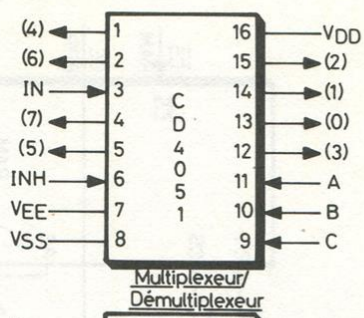 (4) 1 16 VDD
(6) 2 15 (2)
IN 3 14 (1)
(7) 4 13 (0)
(5) 5 12 (3)
INH 6 11 A
VEE 7 10 B
VSS 8 9 C
CD4051
Multiplexeur/
Démultiplexeur